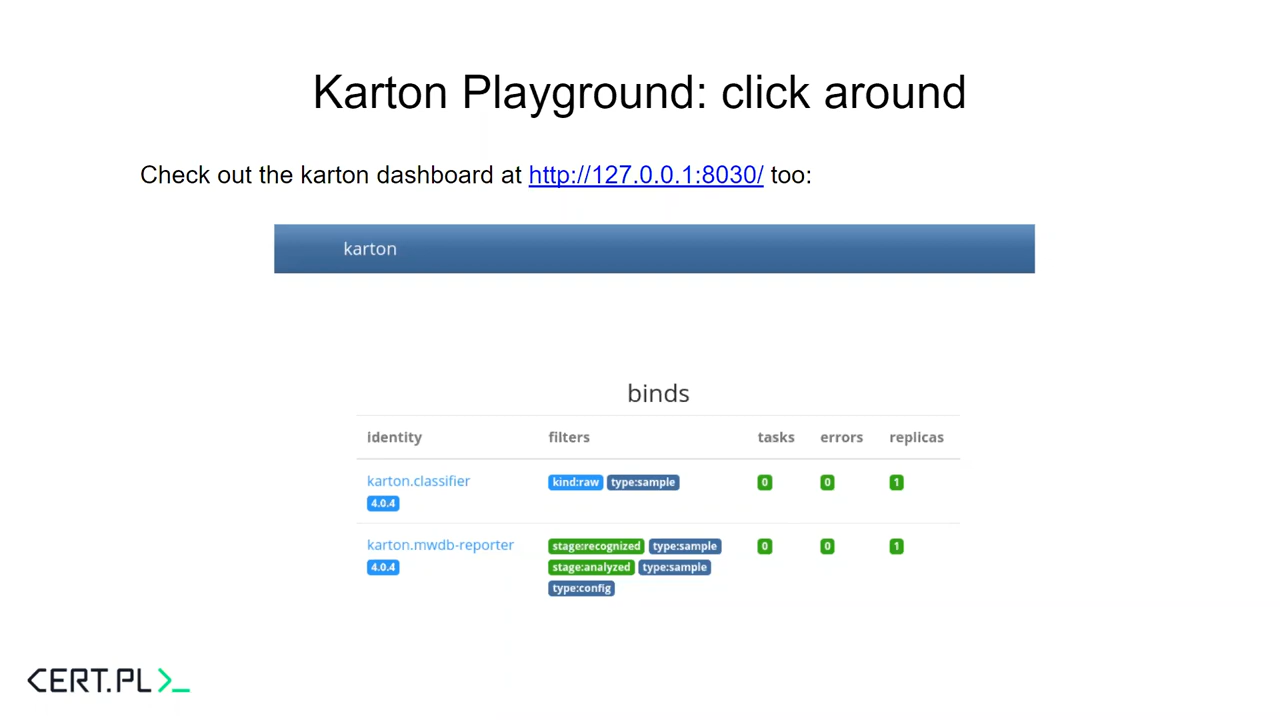 Karton Playground: click around
Check out the karton dashboard at http://127.0.0.1:8030/ too:
karton
binds
identity filters tasks errors replicas
karton.classifier kind:raw type:sample 0 0 1
4.0.4
karton.mwdb-reporter stage:recognized type:sample 0 0 1
4.0.4 stage:analyzed type:sample
type:config
<CERT.PL>_